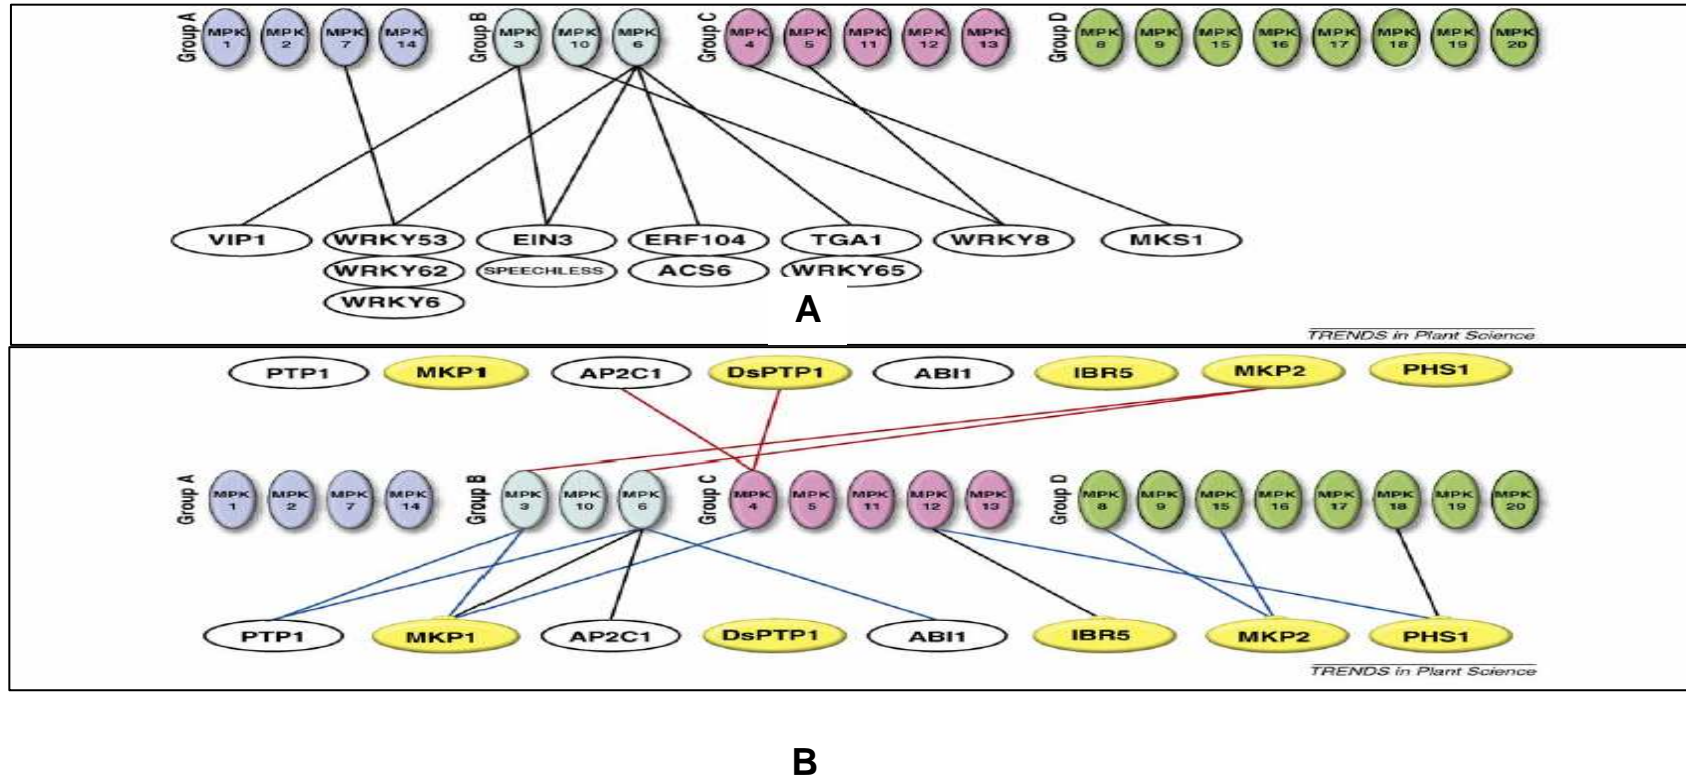 Group A MPK 1 MPK 2 MPK 7 MPK 14 Group B MPK 3 MPK 10 MPK 6 Group C MPK 4 MPK 5 MPK 11 MPK 12 MPK 13 Group D MPK 8 MPK 9 MPK 15 MPK 16 MPK 17 MPK 18 MPK 19 MPK 20
VIP1 WRKY53 EIN3 ERF104 TGA1 WRKY8 MKS1
WRKY62 SPEECHLESS ACS6 WRKY65
WRKY6
A
TRENDS in Plant Science
PTP1 MKP1 AP2C1 DsPTP1 ABI1 IBR5 MKP2 PHS1
Group A MPK 1 MPK 2 MPK 7 MPK 14 Group B MPK 3 MPK 10 MPK 6 Group C MPK 4 MPK 5 MPK 11 MPK 12 MPK 13 Group D MPK 8 MPK 9 MPK 15 MPK 16 MPK 17 MPK 18 MPK 19 MPK 20
PTP1 MKP1 AP2C1 DsPTP1 ABI1 IBR5 MKP2 PHS1
TRENDS in Plant Science
B